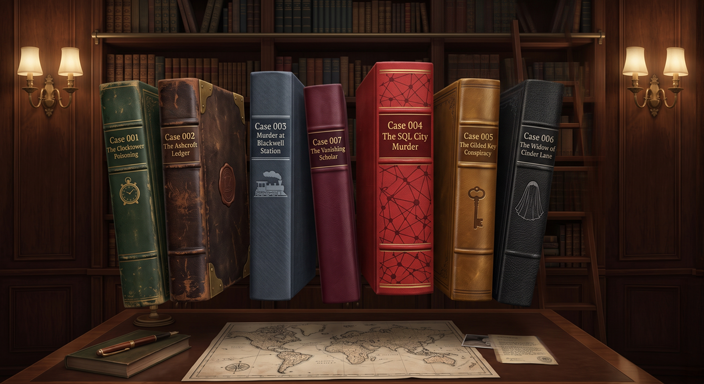 Case 001
The Clocktower
Poisoning
Case 002
The Ashcroft
Ledger
Case 003
Murder at
Blackwell
Station
Case 007
The Vanishing
Scholar
Case 004
The SQL City
Murder
Case 005
The Gilded Key
Conspiracy
Case 006
The Widow of
Cinder Lane